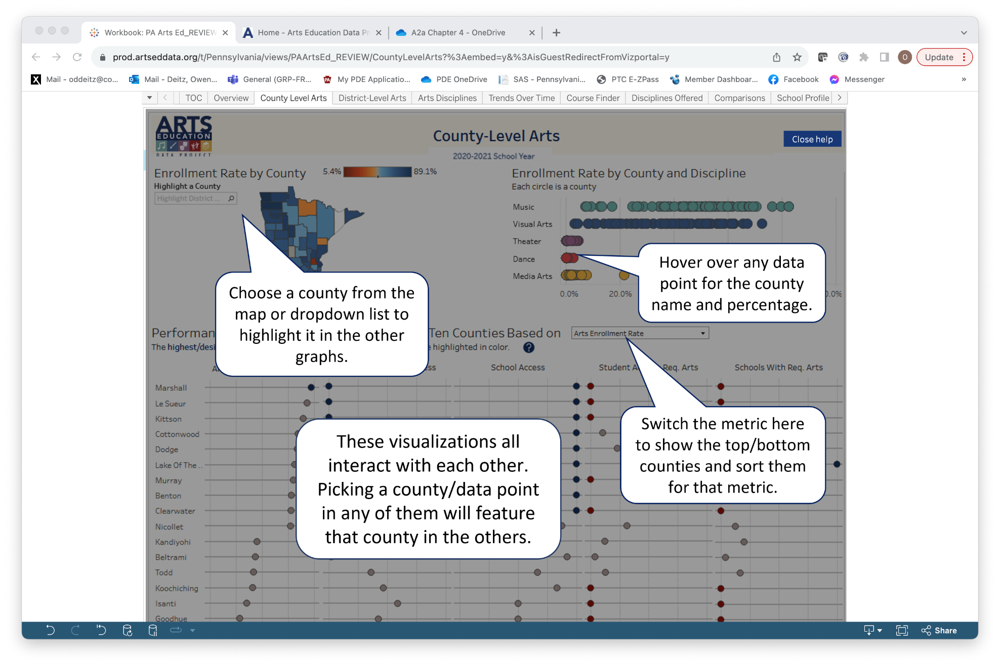 Workbook: PA Arts Ed_REVIEW
Home - Arts Education Data Pr
A2a Chapter 4 - OneDrive
prod.artseddata.org/t/Pennsylvania/views/PAArtsEd_REVIEW/CountyLevelArts?%3Aembed=y&%3AisGuestRedirectFromVizportal=y
O
Update
X Mail - oddeitz@co...
Mail - Deitz, Owen...
General (GRP-FR...
My PDE Applicatio...
PDE OneDrive
SAS - Pennsylvani...
PTC E-ZPass
Member Dashboar...
Facebook
Messenger
»
TOC
Overview
County Level Arts
District-Level Arts
Arts Disciplines
Trends Over Time
Course Finder
Disciplines Offered
Comparisons
School Profile
ARTS
EDUCATION
DATA PROJECT
County-Level Arts
Close help
2020-2021 School Year
Enrollment Rate by County
5.4%
89.1%
Highlight a County
Highlight District ...
Enrollment Rate by County and Discipline
Each circle is a county
Music
Visual Arts
Theater
Dance
Media Arts
0.0%
20.0%
0.0%
Choose a county from the
map or dropdown list to
highlight it in the other
graphs.
Hover over any data
point for the county
name and percentage.
Performan
Ten Counties Based on
Arts Enrollment Rate
The highest/desi
highlighted in color.
?
School Access
Student A
Req. Arts
Schools With Req. Arts
Marshall
Le Sueur
Kittson
Cottonwood
Dodge
Lake Of The ..
Murray
Benton
Clearwater
Nicollet
Kandiyohi
Beltrami
Todd
Koochiching
Isanti
Goodhue
These visualizations all
interact with each other.
Picking a county/data point
in any of them will feature
that county in the others.
Switch the metric here
to show the top/bottom
counties and sort them
for that metric.
Share